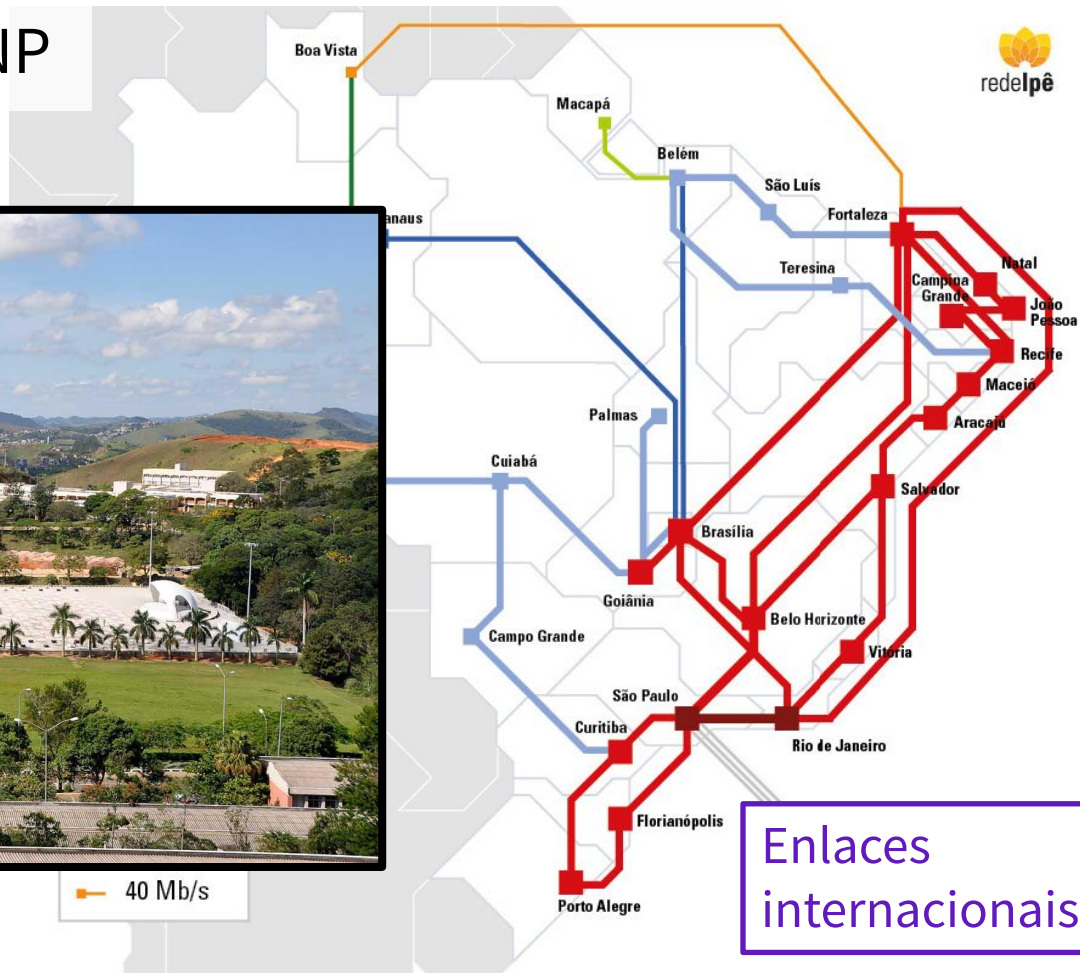 NP
Boa Vista
redeIpê
Macapá
Belém
São Luís
anaus
Fortaleza
Natal
Teresina
Campina
Grande
João
Pessoa
Recife
Maceió
Palmas
Aracaju
Cuiabá
Salvador
Brasília
Goiânia
Belo Horizonte
Campo Grande
Vitória
São Paulo
Curitiba
Rio de Janeiro
Florianópolis
Enlaces
internacionais
40 Mb/s
Porto Alegre